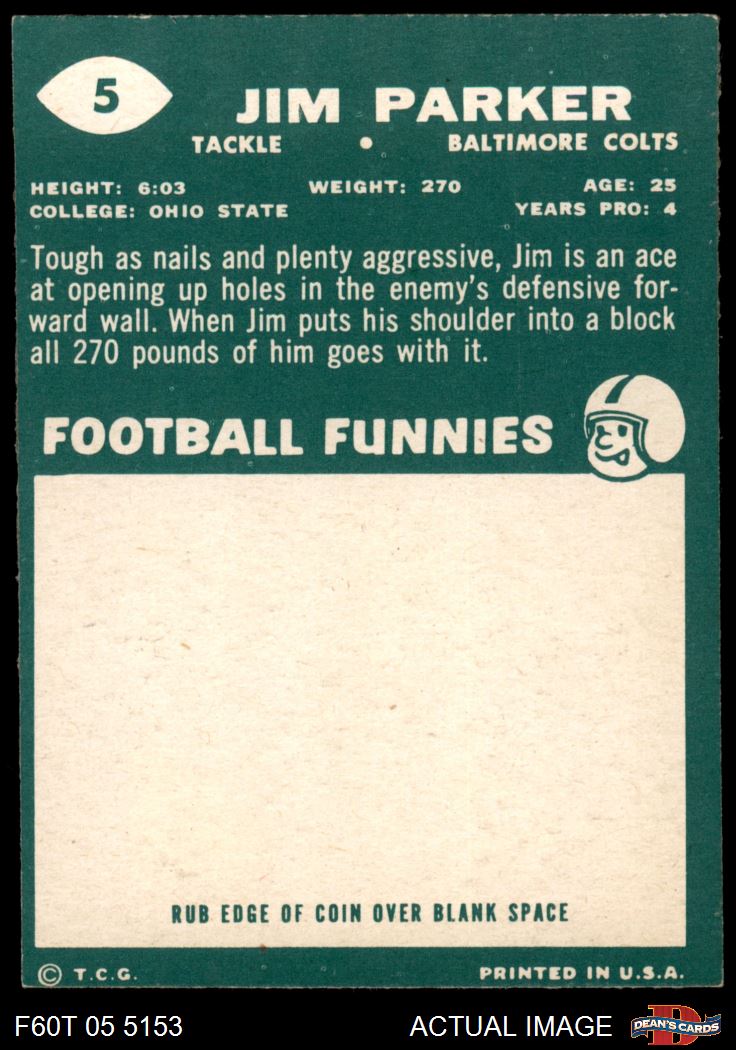 5
JIM PARKER
TACKLE • BALTIMORE COLTS
HEIGHT: 6:03 WEIGHT: 270 AGE: 25
COLLEGE: OHIO STATE YEARS PRO: 4
Tough as nails and plenty aggressive, Jim is an ace
at opening up holes in the enemy's defensive for-
ward wall. When Jim puts his shoulder into a block
all 270 pounds of him goes with it.
FOOTBALL FUNNIES
RUB EDGE OF COIN OVER BLANK SPACE
© T.C.G. PRINTED IN U.S.A.
F60T 05 5153 ACTUAL IMAGE D DEAN'S CARDS